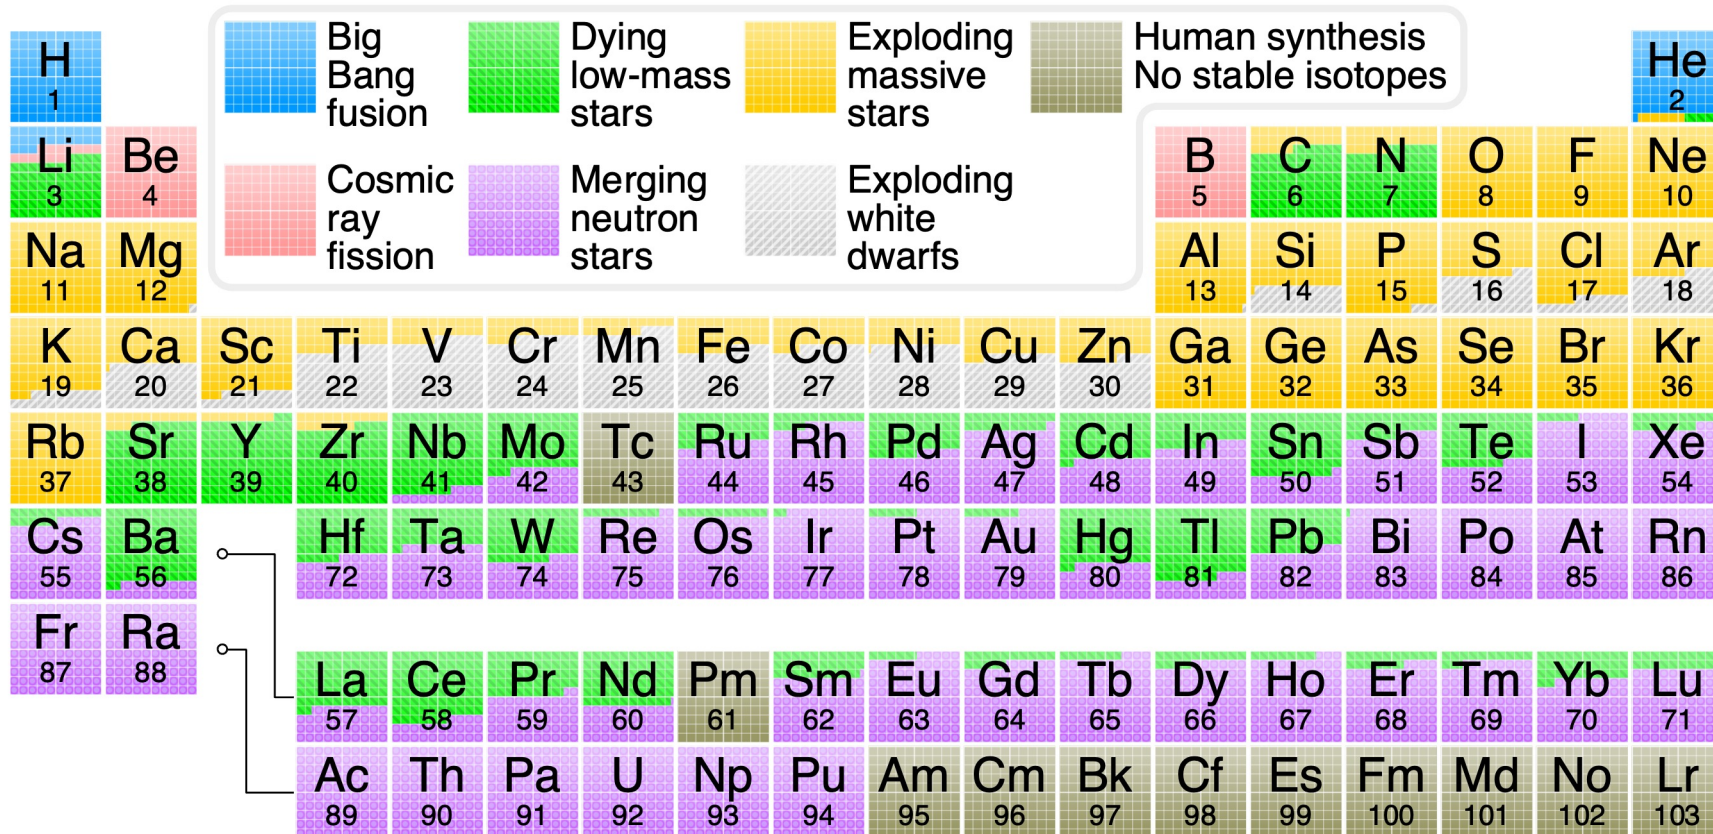 Big Bang fusion
Dying low-mass stars
Exploding massive stars
Human synthesis
No stable isotopes
Cosmic ray fission
Merging neutron stars
Exploding white dwarfs
H He
1 2
Li Be B C N O F Ne
3 4 5 6 7 8 9 10
Na Mg Al Si P S Cl Ar
11 12 13 14 15 16 17 18
K Ca Sc Ti V Cr Mn Fe Co Ni Cu Zn Ga Ge As Se Br Kr
19 20 21 22 23 24 25 26 27 28 29 30 31 32 33 34 35 36
Rb Sr Y Zr Nb Mo Tc Ru Rh Pd Ag Cd In Sn Sb Te I Xe
37 38 39 40 41 42 43 44 45 46 47 48 49 50 51 52 53 54
Cs Ba Hf Ta W Re Os Ir Pt Au Hg Tl Pb Bi Po At Rn
55 56 72 73 74 75 76 77 78 79 80 81 82 83 84 85 86
Fr Ra
87 88
La Ce Pr Nd Pm Sm Eu Gd Tb Dy Ho Er Tm Yb Lu
57 58 59 60 61 62 63 64 65 66 67 68 69 70 71
Ac Th Pa U Np Pu Am Cm Bk Cf Es Fm Md No Lr
89 90 91 92 93 94 95 96 97 98 99 100 101 102 103